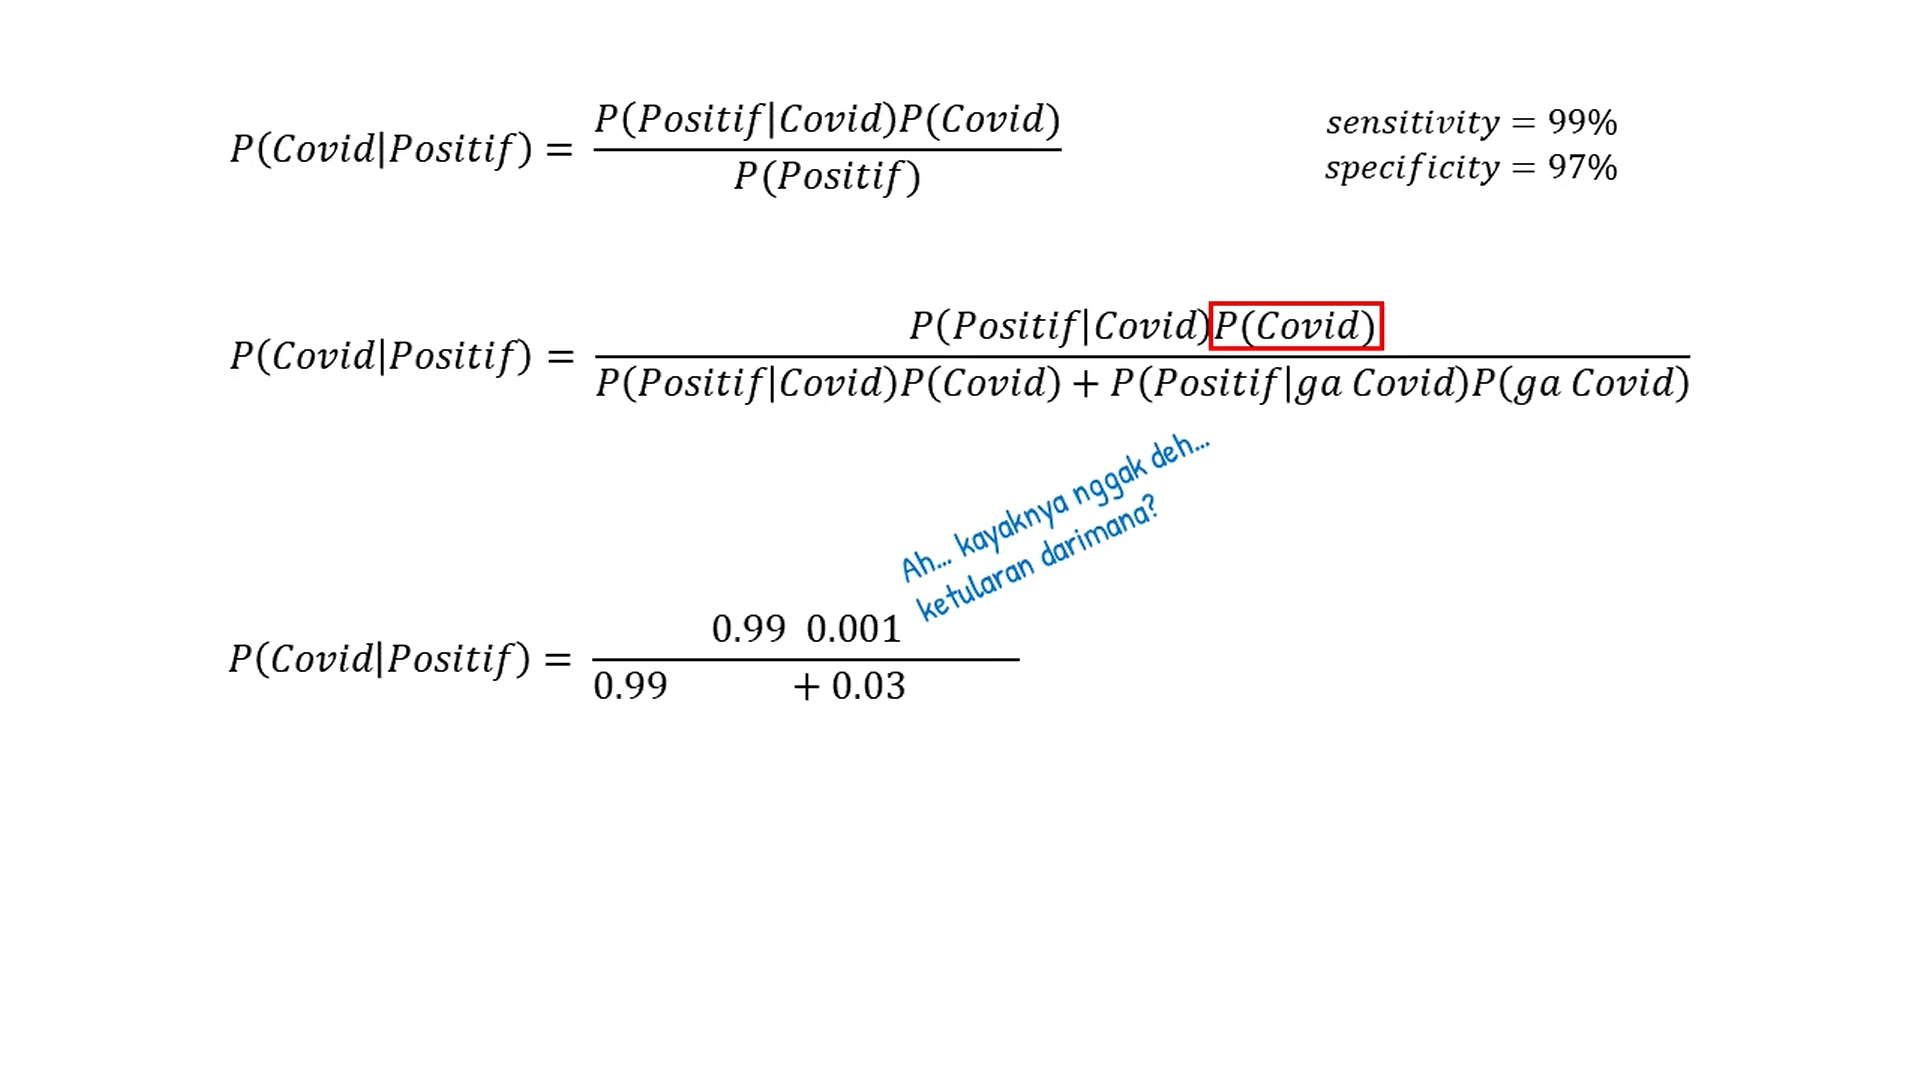 P(Covid|Positif) = P(Positif|Covid)P(Covid) / P(Positif)
sensitivity = 99%
specificity = 97%
P(Covid|Positif) = P(Positif|Covid)P(Covid) / P(Positif|Covid)P(Covid) + P(Positif|ga Covid)P(ga Covid)
Ah... kayaknya nggak deh...
ketularan darimana?
P(Covid|Positif) = 0.99 0.001 / 0.99 + 0.03